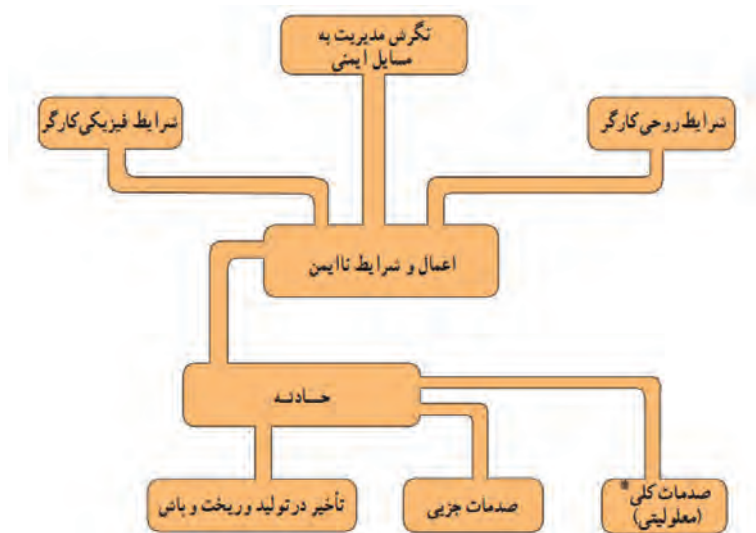 نگرش مدیریت به
مسایل ایمنی
شرایط روحی کارگر
شرایط فیزیکی کارگر
اعمال و شرایط ناایمن
حادثه
صدمات کلی*
(معلولیتی)
صدمات جزیی
تأخیر در تولید و ریخت و پاش